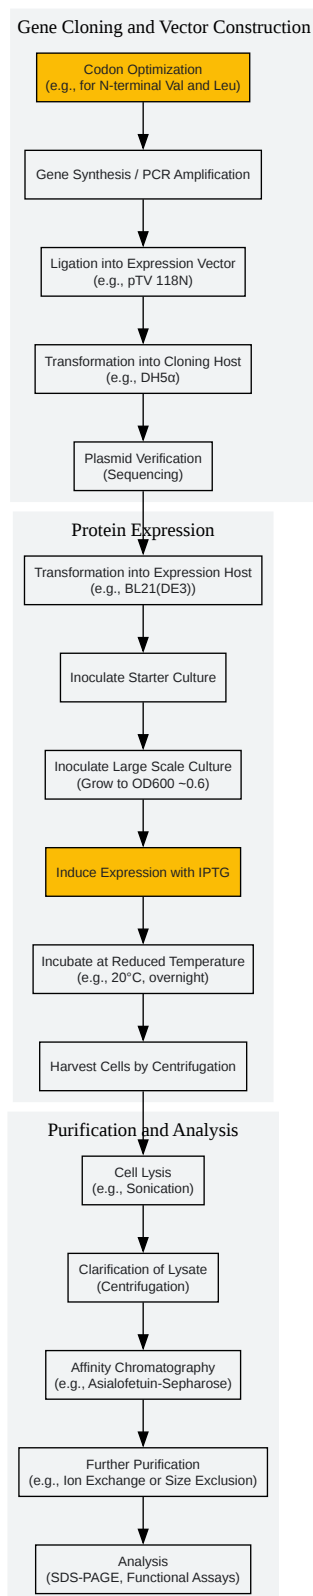 Gene Cloning and Vector Construction
Codon Optimization
(e.g., for N-terminal Val and Leu)
Gene Synthesis / PCR Amplification
Ligation into Expression Vector
(e.g., pTV 118N)
Transformation into Cloning Host
(e.g., DH5α)
Plasmid Verification
(Sequencing)
Protein Expression
Transformation into Expression Host
(e.g., BL21(DE3))
Inoculate Starter Culture
Inoculate Large Scale Culture
(Grow to OD600 ~0.6)
Induce Expression with IPTG
Incubate at Reduced Temperature
(e.g., 20°C, overnight)
Harvest Cells by Centrifugation
Purification and Analysis
Cell Lysis
(e.g., Sonication)
Clarification of Lysate
(Centrifugation)
Affinity Chromatography
(e.g., Asialofetuin-Sepharose)
Further Purification
(e.g., Ion Exchange or Size Exclusion)
Analysis
(SDS-PAGE, Functional Assays)